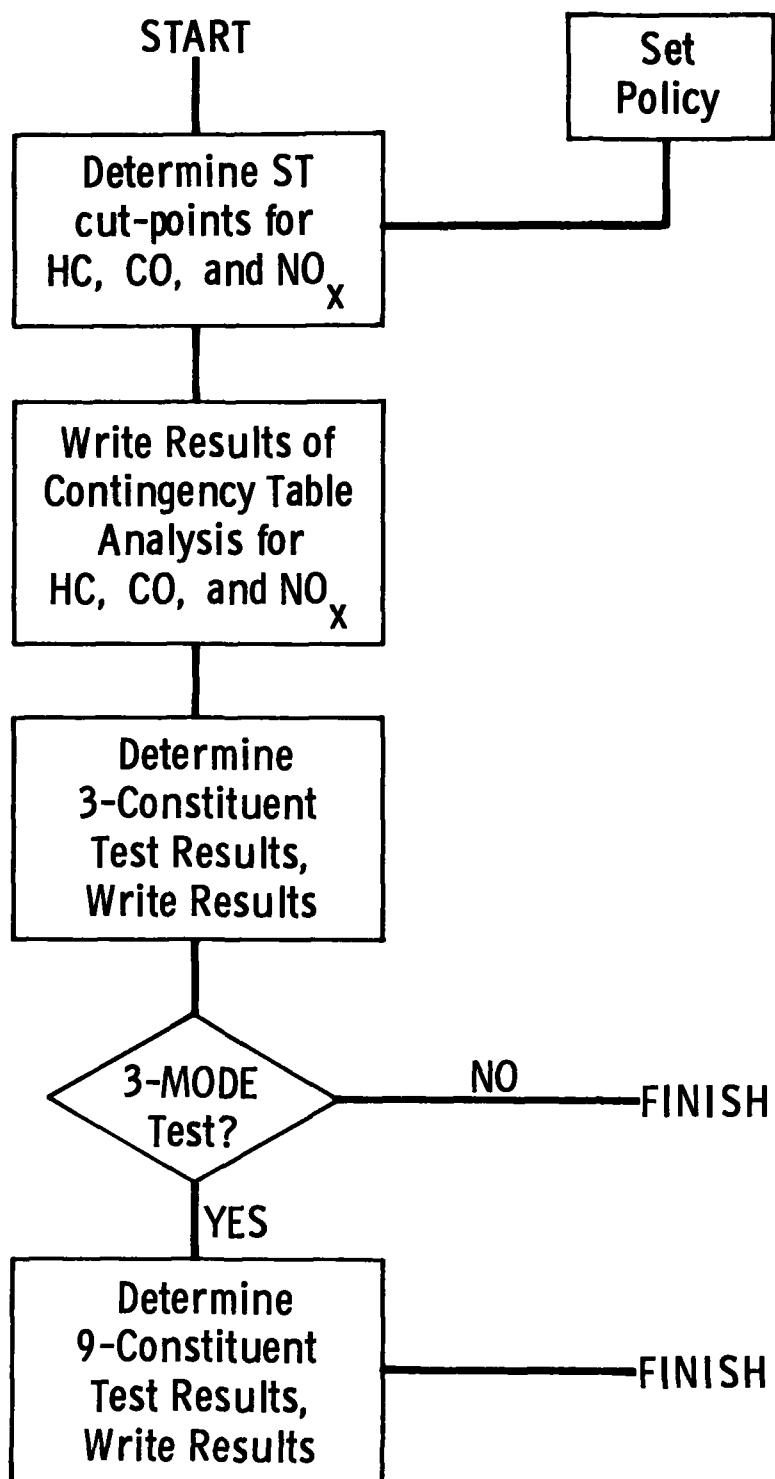 START
Set
Policy
Determine ST
cut-points for
HC, CO, and NOx
Write Results of
Contingency Table
Analysis for
HC, CO, and NOx
Determine
3-Constituent
Test Results,
Write Results
3-MODE
Test?
NO
FINISH
YES
Determine
9-Constituent
Test Results,
Write Results
FINISH